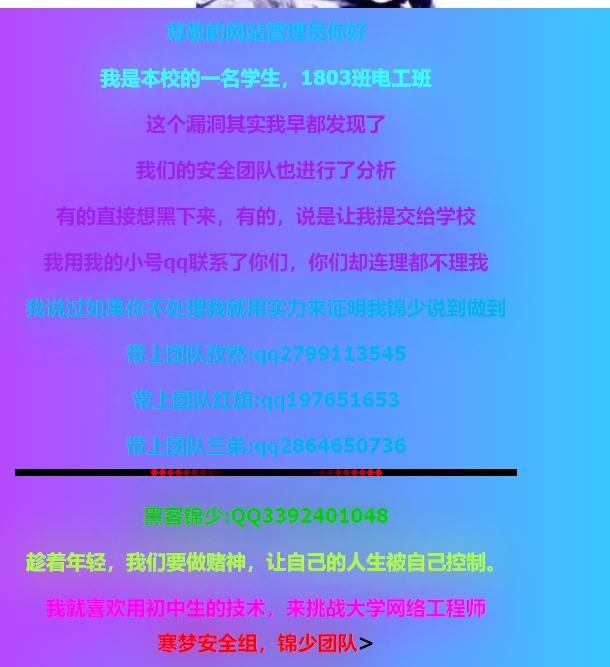 尊敬的网站管理员你好
我是本校的一名学生，1803班电工班
这个漏洞其实我早都发现了
我们的安全团队也进行了分析
有的直接想黑下来，有的，说是让我提交给学校
我用我的小号qq联系了你们，你们却连理都不理我
我说过如果你不处理我就用实力来证明我锦少说到做到
带上团队孜然:qq2799113545
带上团队红旗:qq197651653
带上团队三弟:qq2864650736
黑客锦少:QQ3392401048
趁着年轻，我们要做赌神，让自己的人生被自己控制。
我就喜欢用初中生的技术，来挑战大学网络工程师
寒梦安全组，锦少团队>